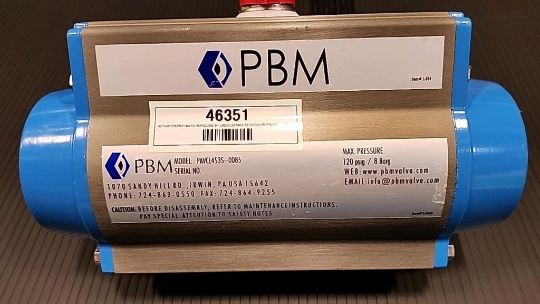 PBM
46351
PBM
MODEL: PAVCL453S-0085
SERIAL NO.
1070 SANDY HILL RD., IRWIN, PA USA 15642
PHONE: 724-863-0550, FAX: 724-864-9255
CAUTION: BEFORE DISASSEMBLY, REFER TO MAINTENANCE INSTRUCTIONS.
PAY SPECIAL ATTENTION TO SAFETY NOTES
MAX. PRESSURE:
120 psig / 8 Barg
WEB: www.pbmvalve.com
EMAIL: info@pbmvalve.com